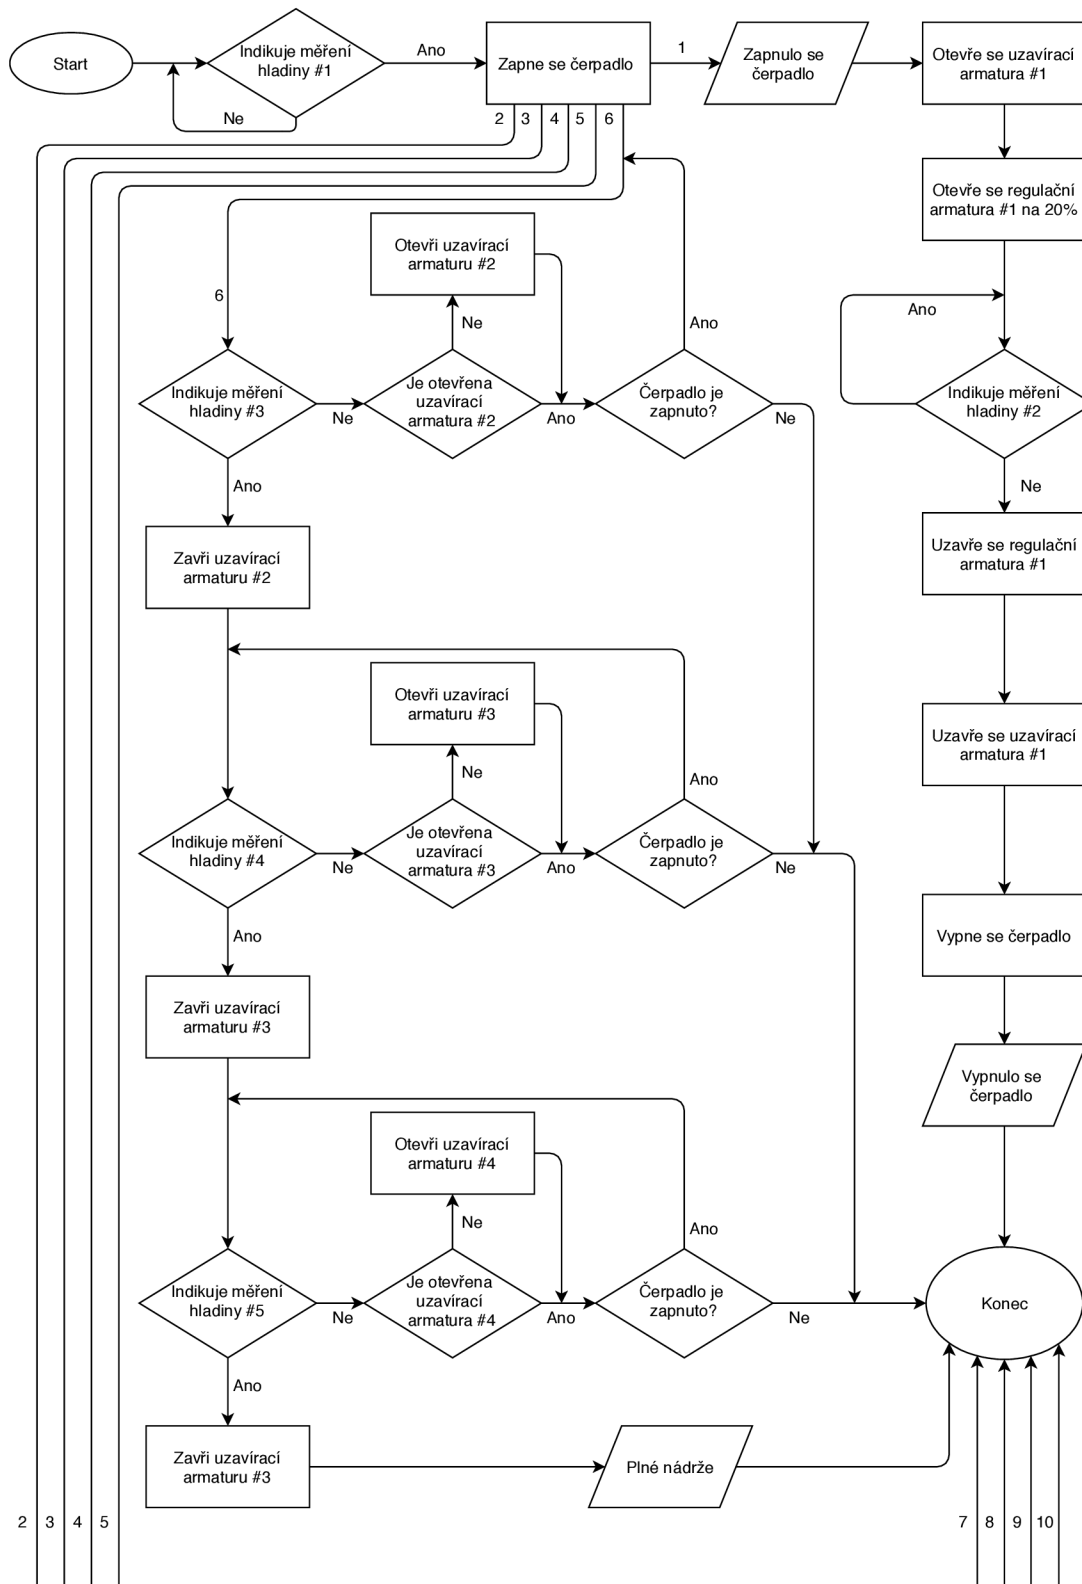 Start
Indikuje měření
hladiny #1
Ano
Ne
Zapne se čerpadlo
1
Zapnulo se
čerpadlo
Otevře se uzavírací
armatura #1
2
3
4
5
6
Otevře se regulační
armatura #1 na 20%
Otevři uzavírací
armaturu #2
6
Ne
Ano
Ano
Indikuje měření
hladiny #3
Ne
Je otevřena
uzavírací
armatura #2
Ano
Čerpadlo je
zapnuto?
Ne
Indikuje měření
hladiny #2
Ano
Ne
Zavři uzavírací
armaturu #2
Uzavře se regulační
armatura #1
Otevři uzavírací
armaturu #3
Uzavře se uzavírací
armatura #1
Ne
Ano
Indikuje měření
hladiny #4
Ne
Je otevřena
uzavírací
armatura #3
Ano
Čerpadlo je
zapnuto?
Ne
Ano
Vypne se čerpadlo
Zavři uzavírací
armaturu #3
Vypnulo se
čerpadlo
Otevři uzavírací
armaturu #4
Ne
Ano
Indikuje měření
hladiny #5
Ne
Je otevřena
uzavírací
armatura #4
Ano
Čerpadlo je
zapnuto?
Ne
Konec
Ano
Zavři uzavírací
armaturu #3
Plné nádrže
2
3
4
5
7
8
9
10